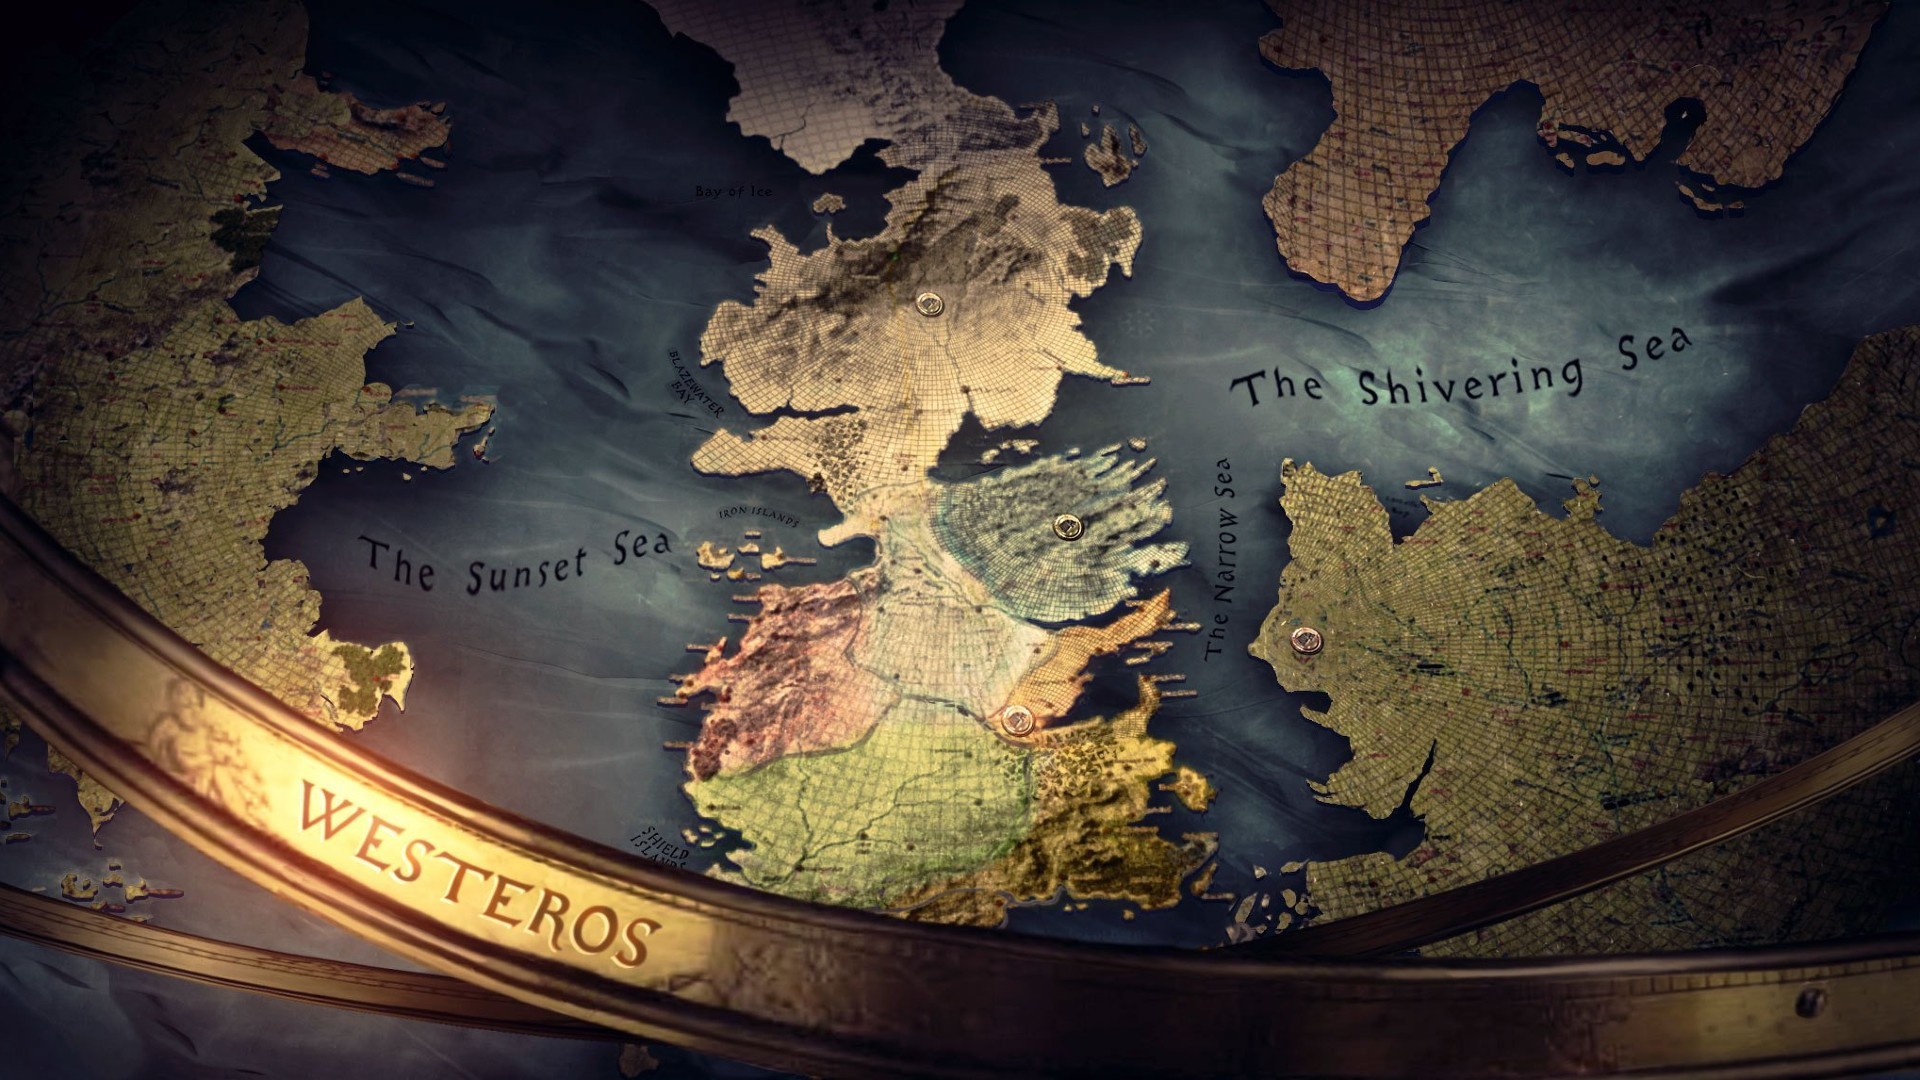 Bay of Ice
The Shivering Sea
BLAZEWATER
BAY
The Narrow Sea
IRON ISLANDS
The Sunset Sea
SHIELD
ISLANDS
WESTEROS